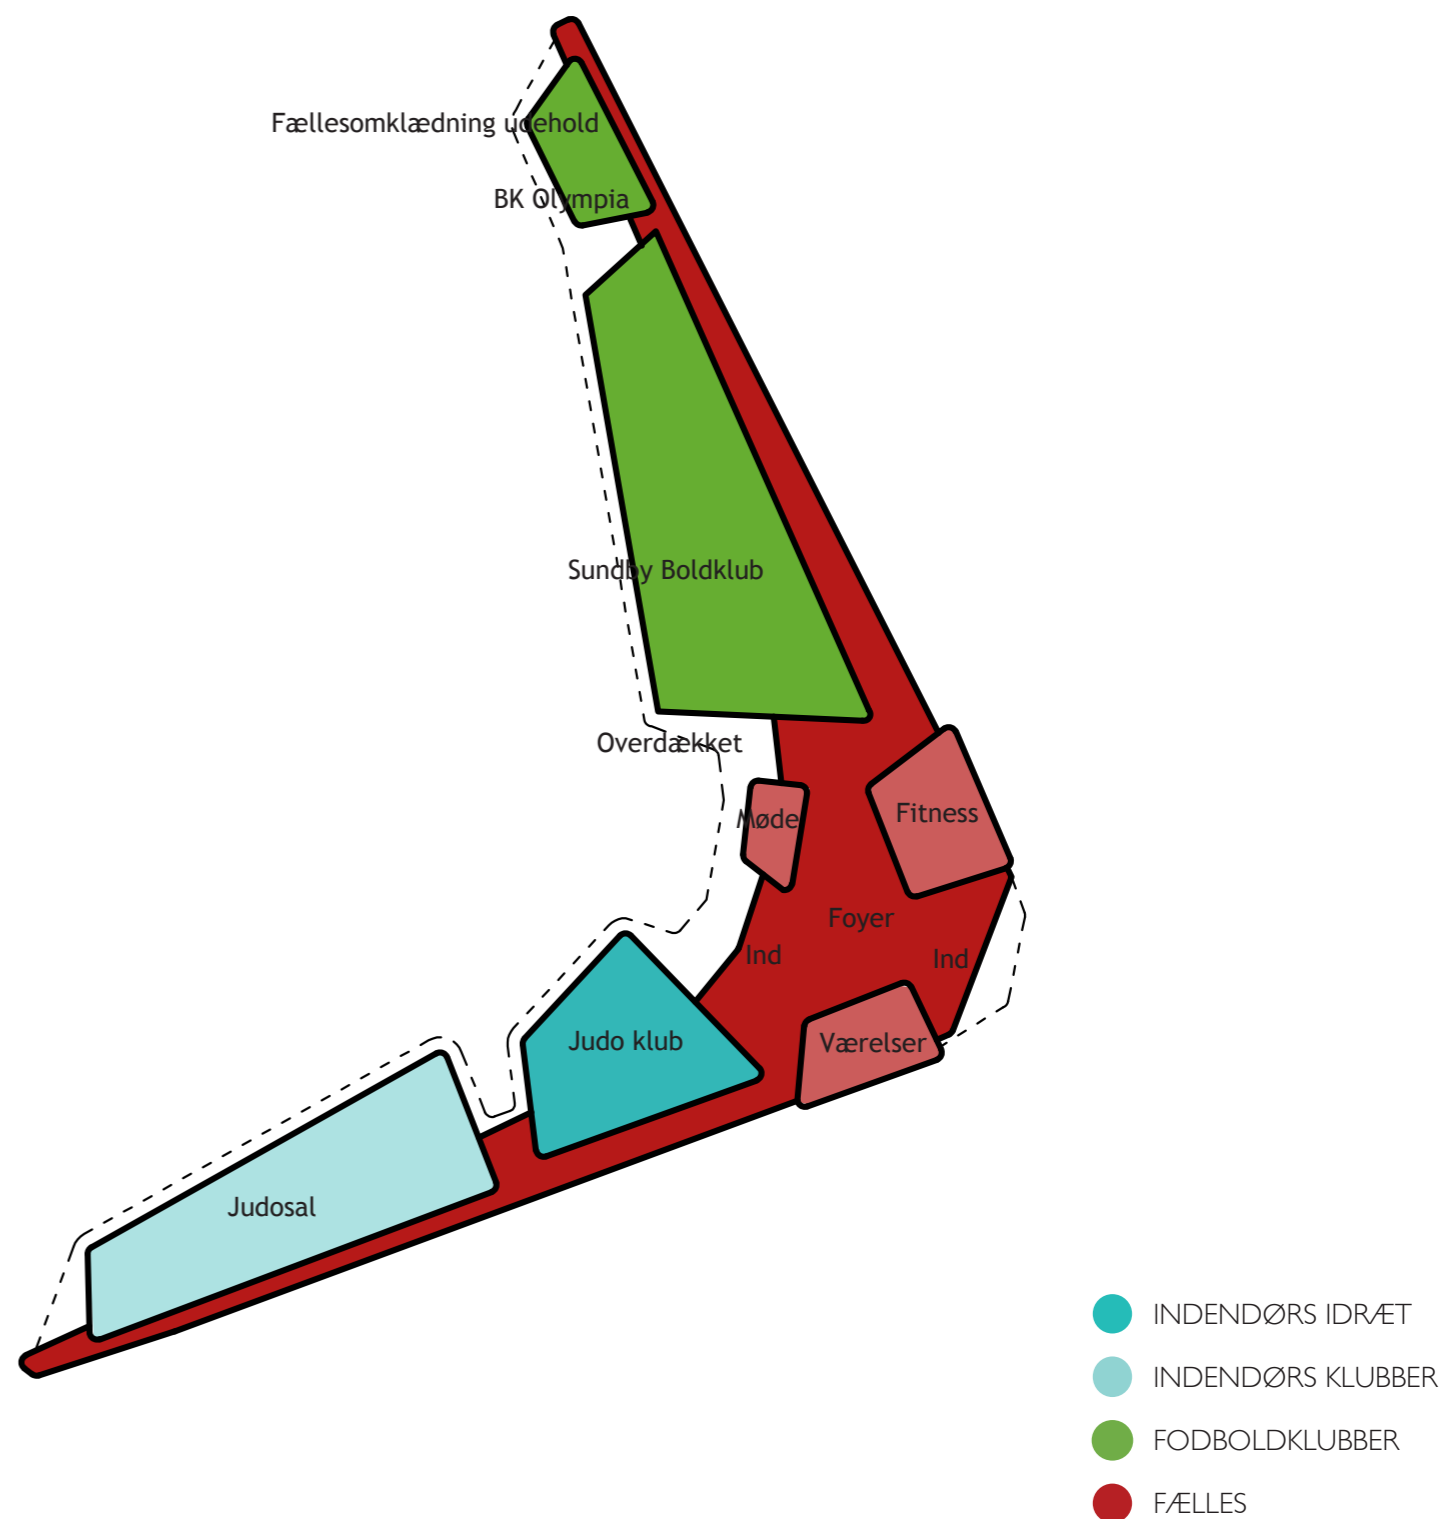 Fællesomklædning udehold
BK Olympia
Sundby Boldklub
Overdækket
Møde
Fitness
Foyer
Ind
Ind
Judo klub
Værelser
Judosal
INDENDØRS IDRÆT
INDENDØRS KLUBBER
FODBOLDKLUBBER
FÆLLES